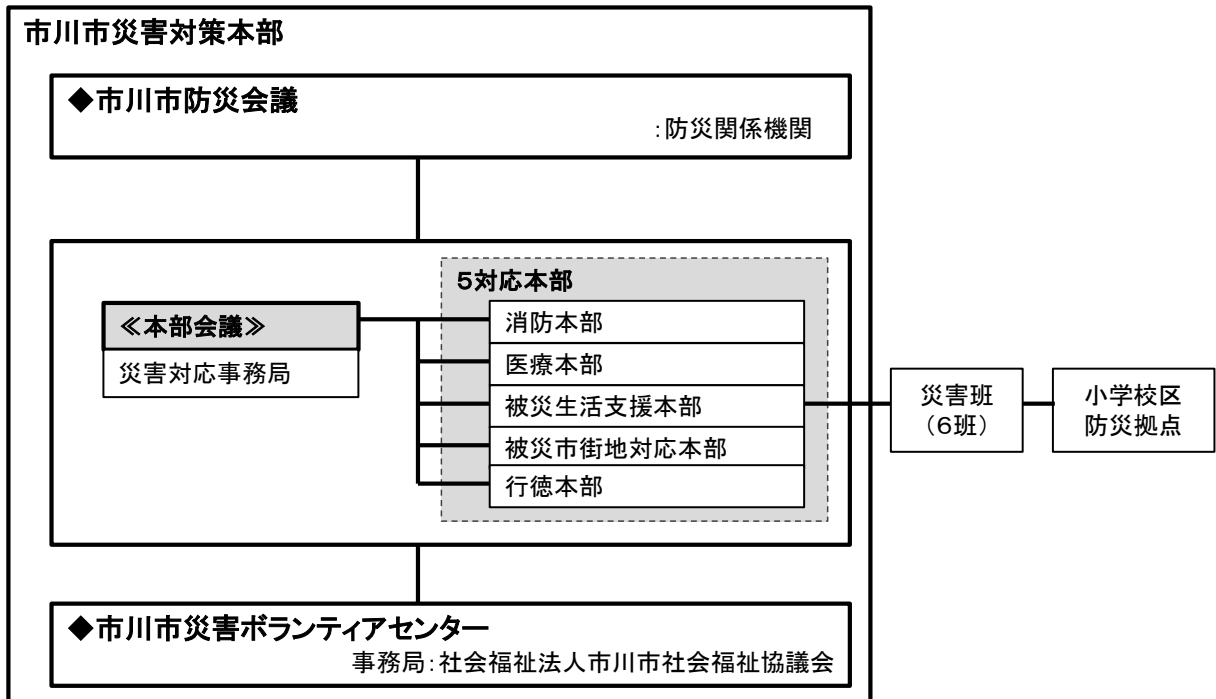 市川市災害対策本部
◆市川市防災会議
:防災関係機関
5対応本部
≪本部会議≫
災害対応事務局
消防本部
医療本部
被災生活支援本部
被災市街地対応本部
行徳本部
災害班
（6班）
小学校区
防災拠点
◆市川市災害ボランティアセンター
事務局:社会福祉法人市川市社会福祉協議会